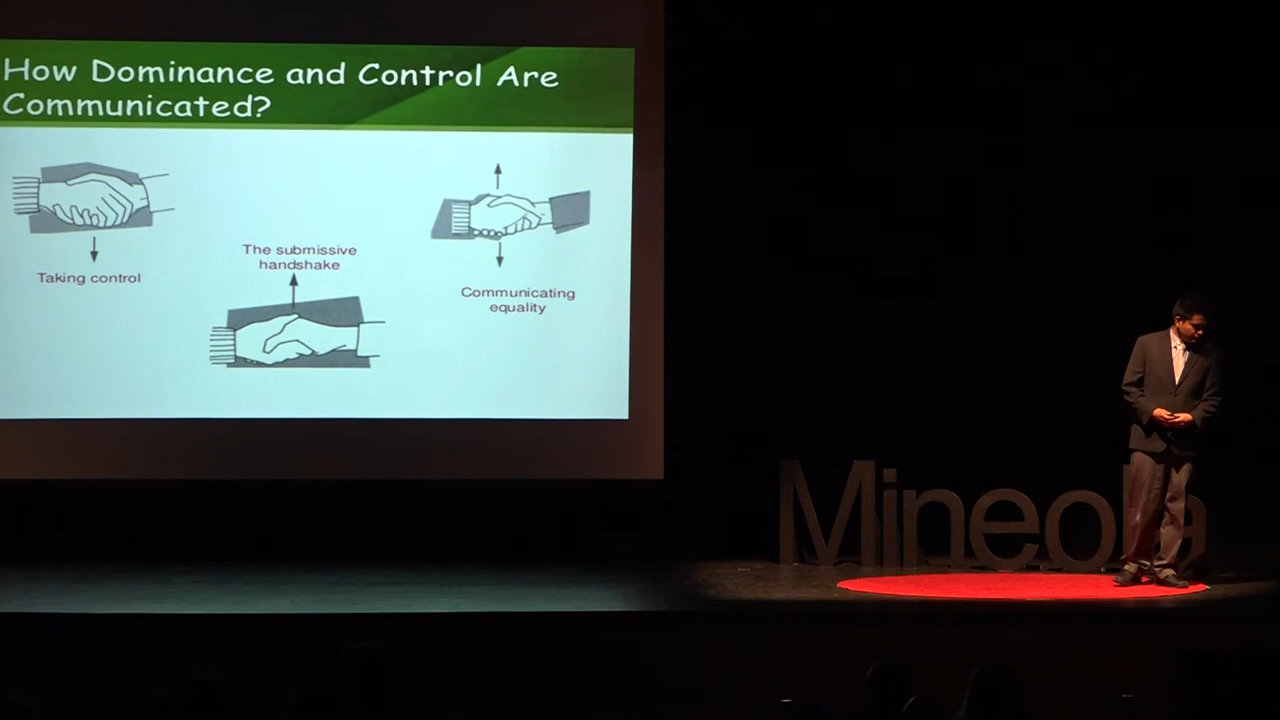 How Dominance and Control Are
Communicated?
Taking control
The submissive
handshake
Communicating
equality
Mineola